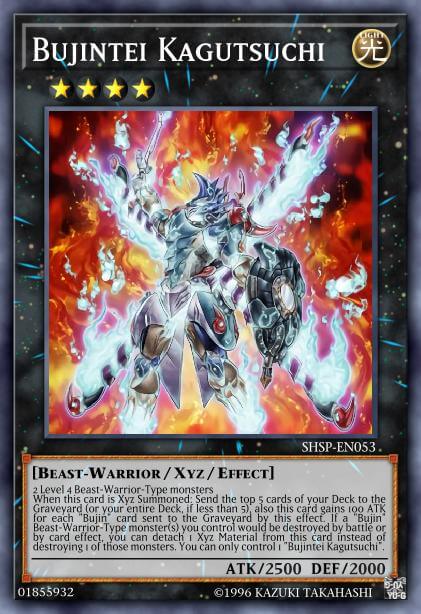 BUJINTEI KAGUTSUCHI
LIGHT
光
SHSP-EN053
[BEAST-WARRIOR / XYZ / EFFECT]
2 Level 4 Beast-Warrior-Type monsters
When this card is Xyz Summoned: Send the top 5 cards of your Deck to the
Graveyard (or your entire Deck, if less than 5), also this card gains 100 ATK
for each "Bujin" card sent to the Graveyard by this effect. If a "Bujin"
Beast-Warrior-Type monster(s) you control would be destroyed by battle or
by card effect, you can detach 1 Xyz Material from this card instead of
destroying 1 of those monsters. You can only control 1 "Bujintei Kagutsuchi".
ATK/2500 DEF/2000
01855932
©1996 KAZUKI TAKAHASHI